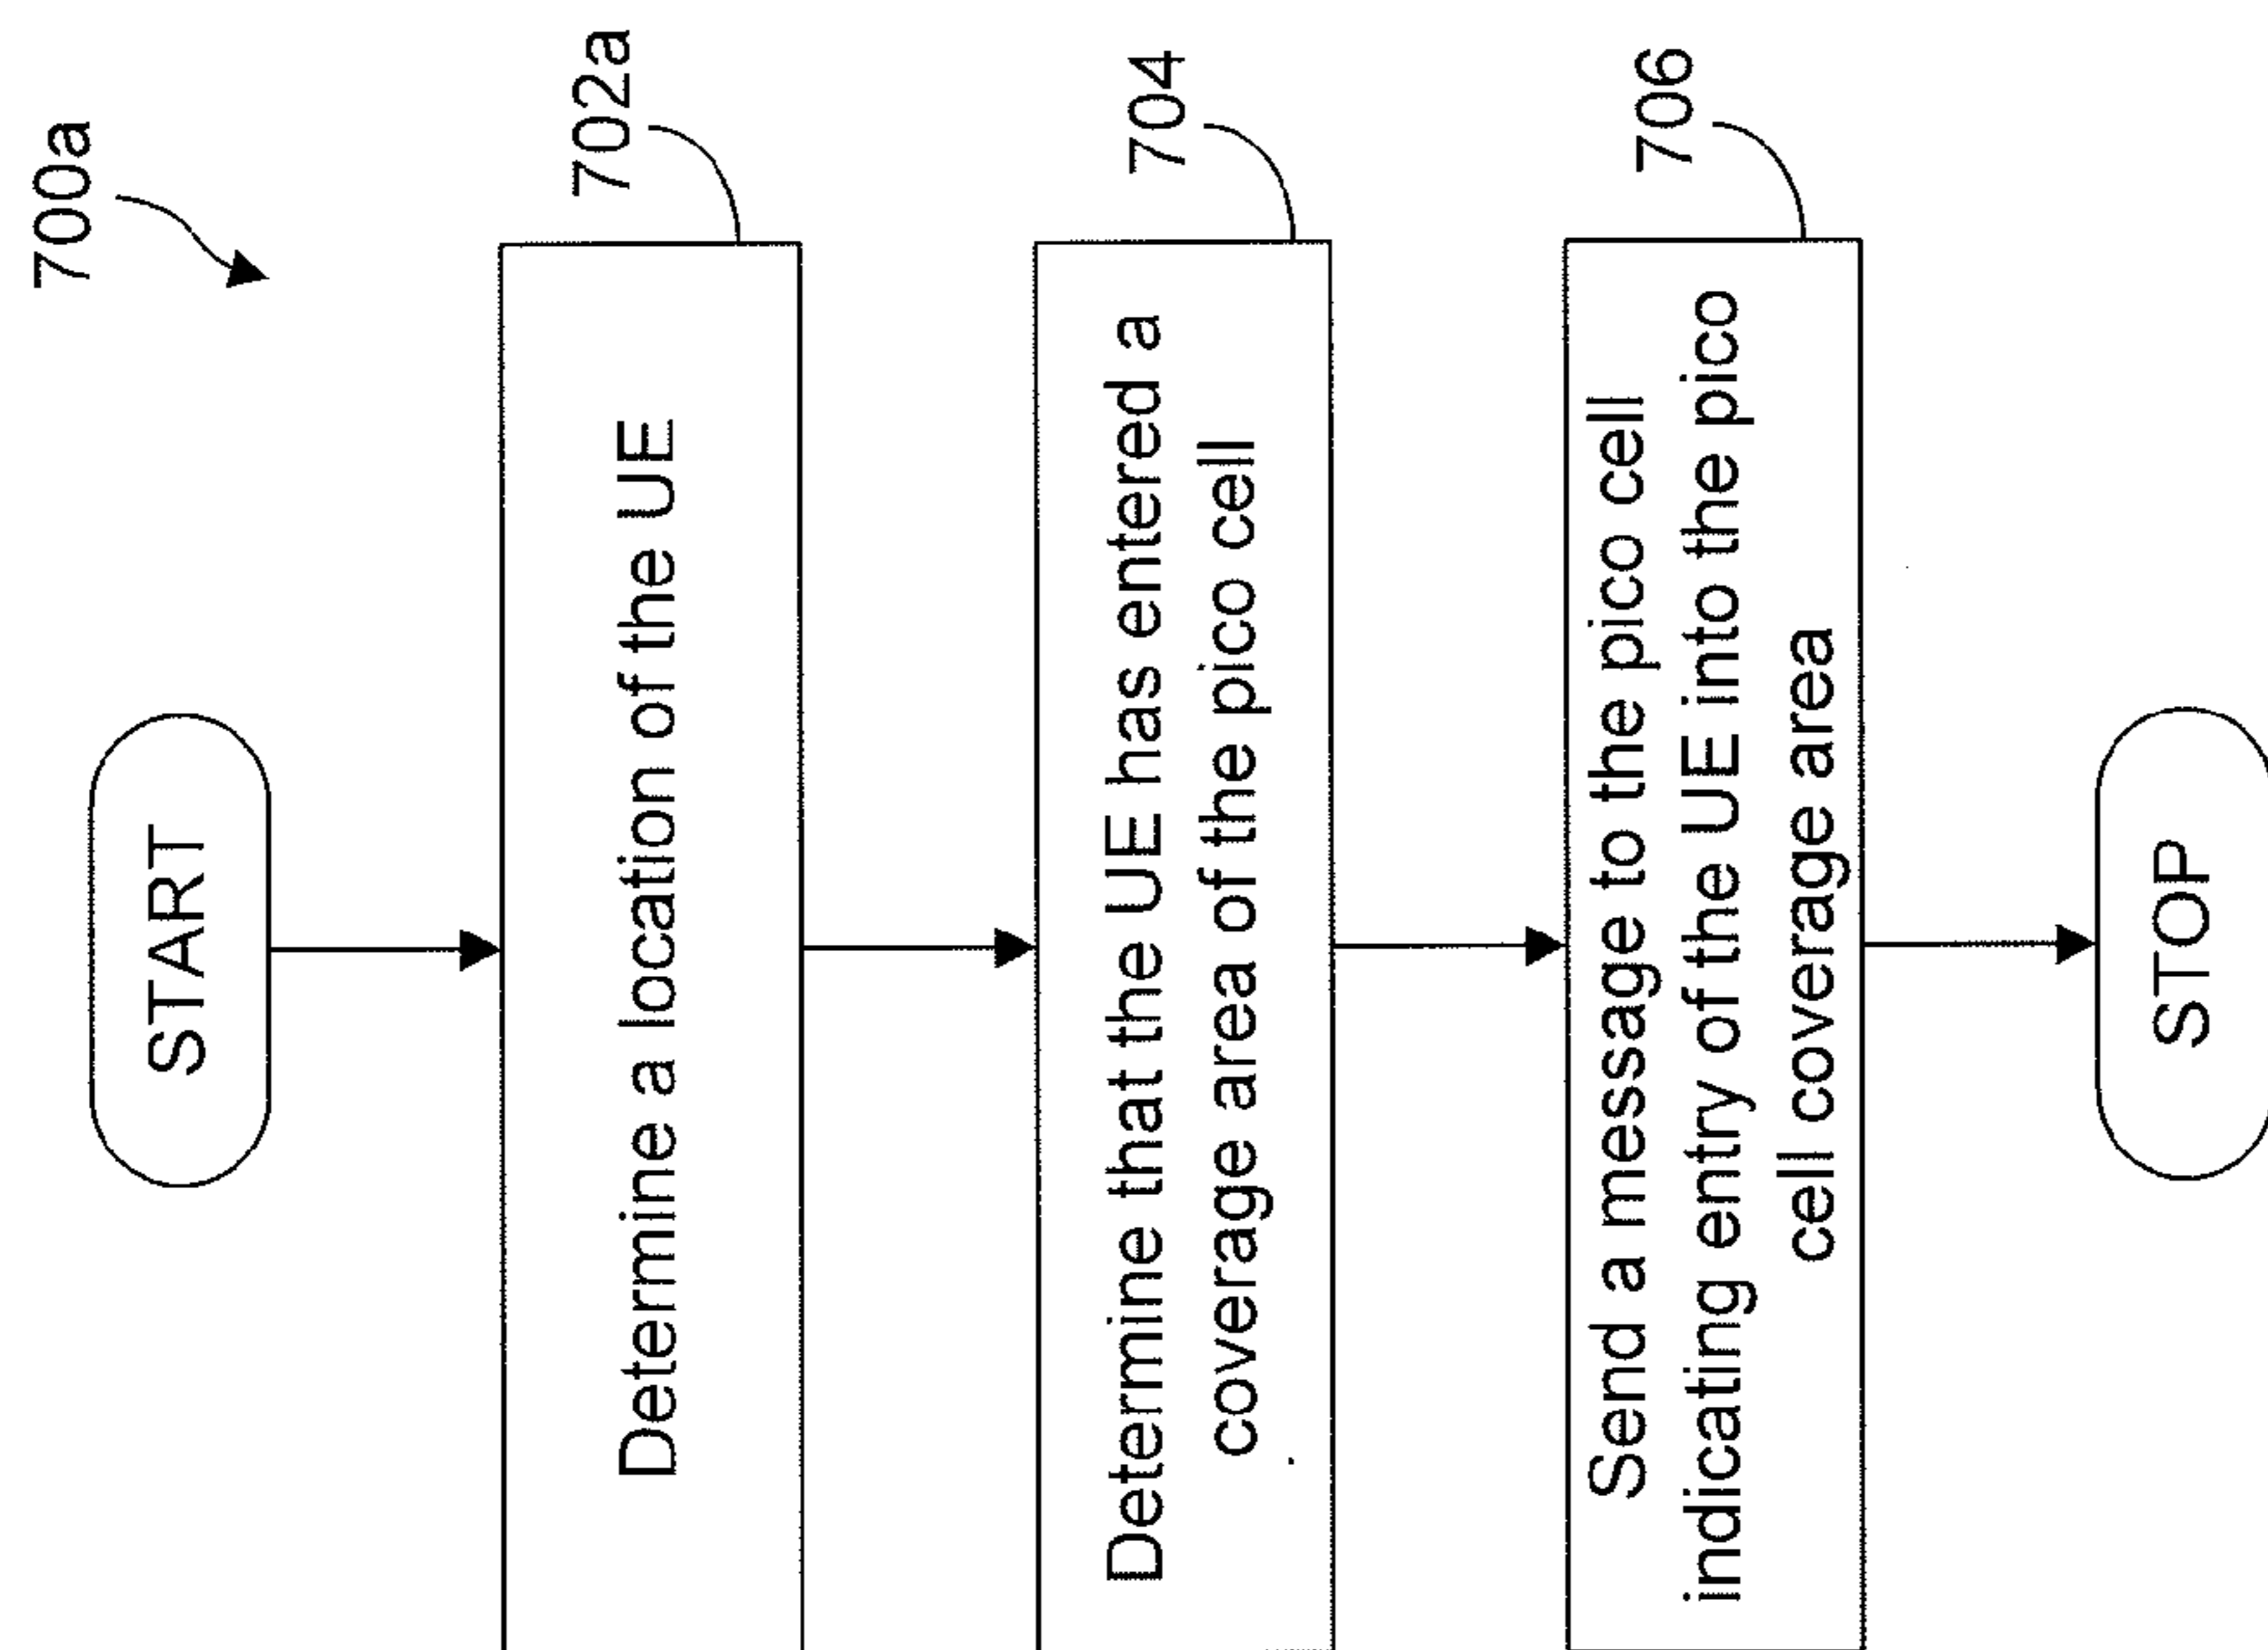 700a
START
702a
Determine a location of the UE
704
Determine that the UE has entered a
coverage area of the pico cell
706
Send a message to the pico cell
indicating entry of the UE into the pico
cell coverage area
STOP